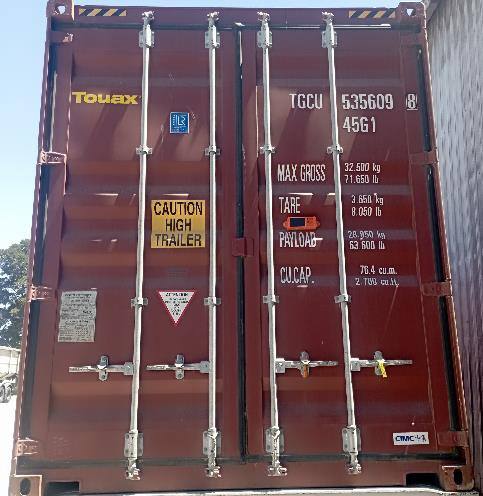 Touax
TGCU 535609 8
45G1
MAX GROSS 32.500 kg
71.650 lb
TARE 3.650 kg
8.050 lb
PAYLOAD 28.850 kg
63.600 lb
CU.CAP. 76.4 cu.m.
2.700 cu.ft.
CAUTION
HIGH
TRAILER
ATTENTION
CIMC